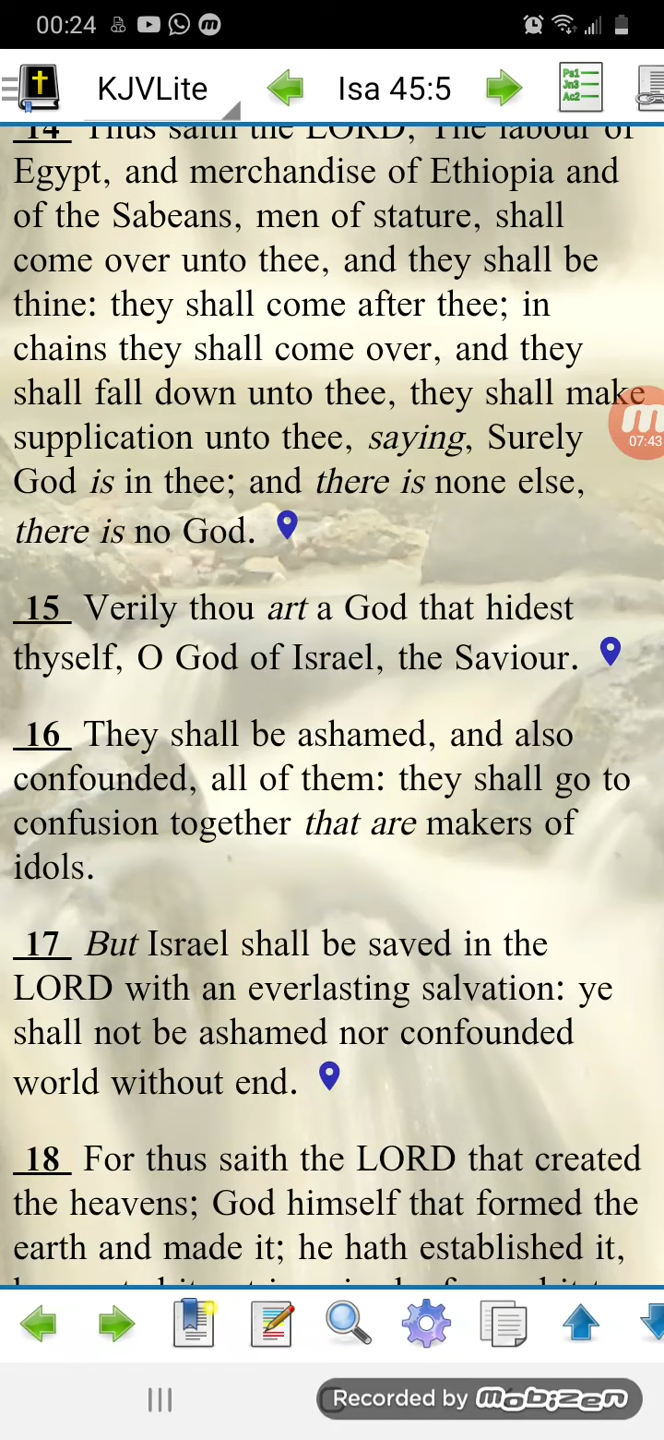 00:24
KJVLite
Isa 45:5
14 Thus saith the LORD, The labour of
Egypt, and merchandise of Ethiopia and
of the Sabeans, men of stature, shall
come over unto thee, and they shall be
thine: they shall come after thee; in
chains they shall come over, and they
shall fall down unto thee, they shall make
supplication unto thee, saying, Surely
God is in thee; and there is none else,
there is no God.
07:43
15 Verily thou art a God that hidest
thyself, O God of Israel, the Saviour.
16 They shall be ashamed, and also
confounded, all of them: they shall go to
confusion together that are makers of
idols.
17 But Israel shall be saved in the
LORD with an everlasting salvation: ye
shall not be ashamed nor confounded
world without end.
18 For thus saith the LORD that created
the heavens; God himself that formed the
earth and made it; he hath established it,
Recorded by mobizen